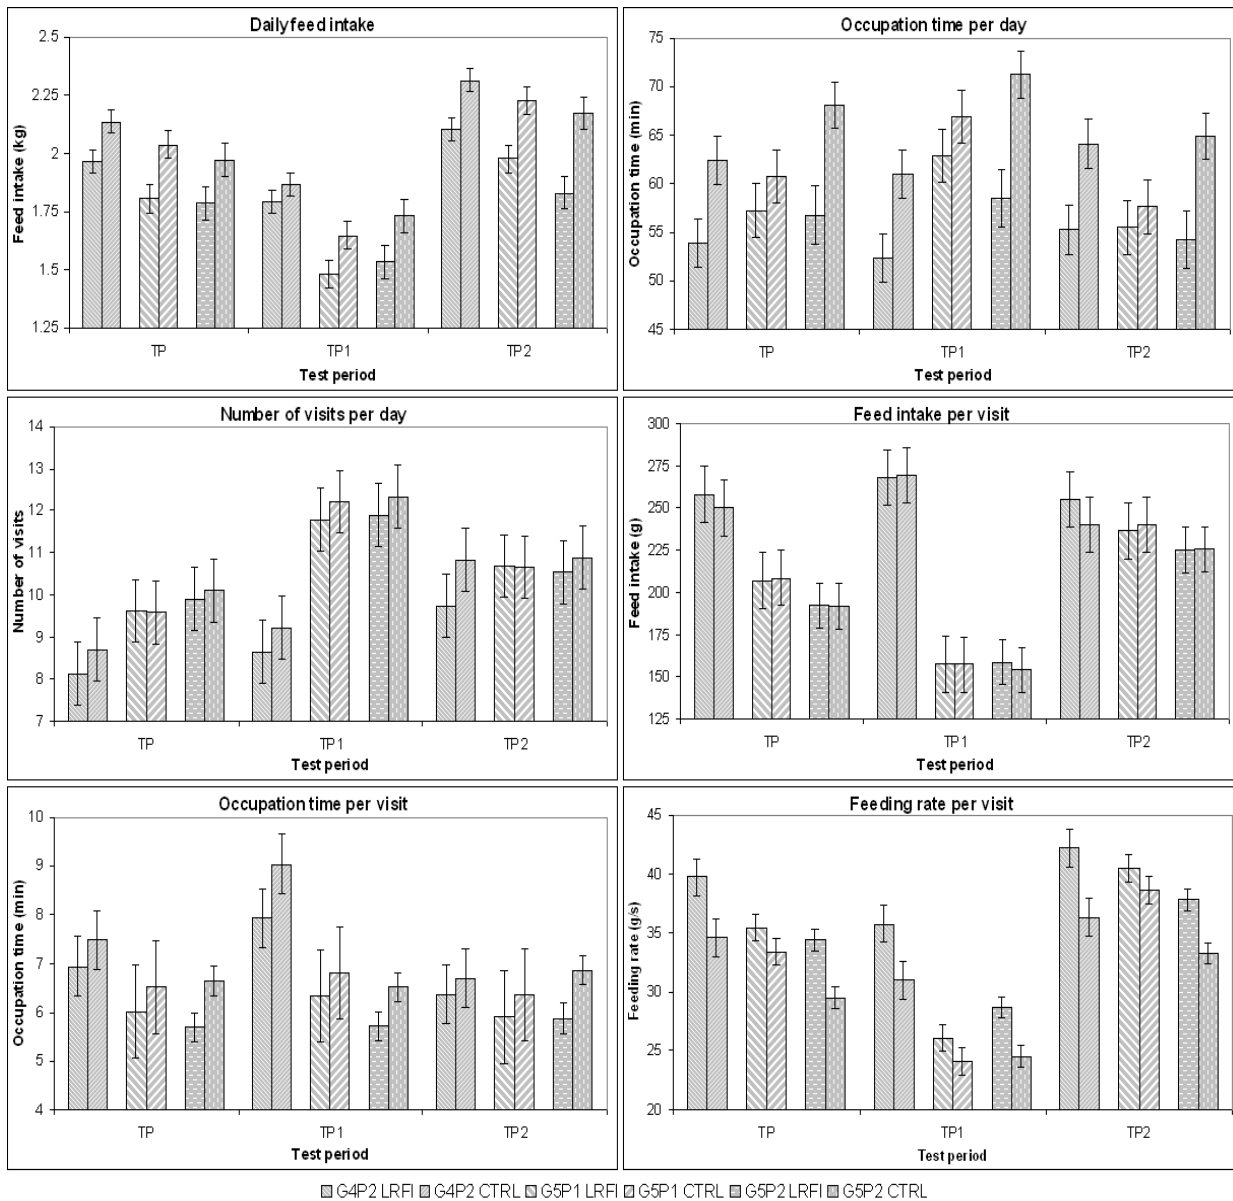 Daily feed intake
Feed intake (kg)
2.5
2.25
2
1.75
1.5
1.25
TP TP1 TP2
Test period
Occupation time per day
Occupation time (min)
75
70
65
60
55
50
45
TP TP1 TP2
Test period
Number of visits per day
Number of visits
14
13
12
11
10
9
8
7
TP TP1 TP2
Test period
Feed intake per visit
Feed intake (g)
300
275
250
225
200
175
150
125
TP TP1 TP2
Test period
Occupation time per visit
Occupation time (min)
10
9
8
7
6
5
4
TP TP1 TP2
Test period
Feeding rate per visit
Feeding rate (g/s)
45
40
35
30
25
20
TP TP1 TP2
Test period
G4P2 LRFI G4P2 CTRL G5P1 LRFI G5P1 CTRL G5P2 LRFI G5P2 CTRL